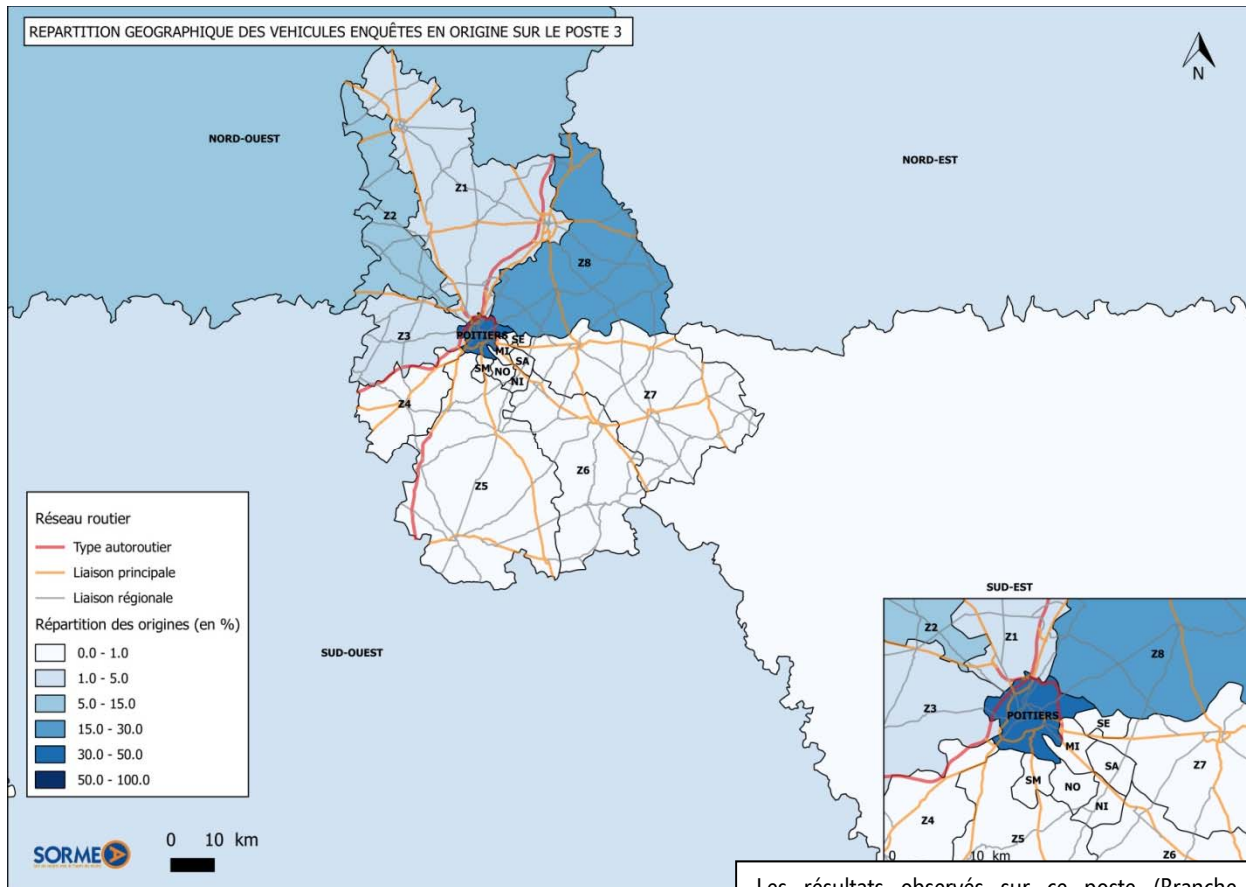 REPARTITION GEOGRAPHIQUE DES VEHICULES ENQUÊTES EN ORIGINE SUR LE POSTE 3
N
NORD-OUEST
NORD-EST
Z1
Z2
Z8
Z3
POITIERS
SE
MI
SA
SM
NO
NI
Z4
Z7
Z5
Z6
SUD-OUEST
SUD-EST
Réseau routier
Type autoroutier
Liaison principale
Liaison régionale
Répartition des origines (en %)
0.0 - 1.0
1.0 - 5.0
5.0 - 15.0
15.0 - 30.0
30.0 - 50.0
50.0 - 100.0
SORMEA
0 10 km
Z2
Z1
Z8
Z3
POITIERS
SE
MI
SA
SM
NO
Z7
NI
Z4
Z5
Z6
0 10 km
Les résultats observés sur ce poste (Branche